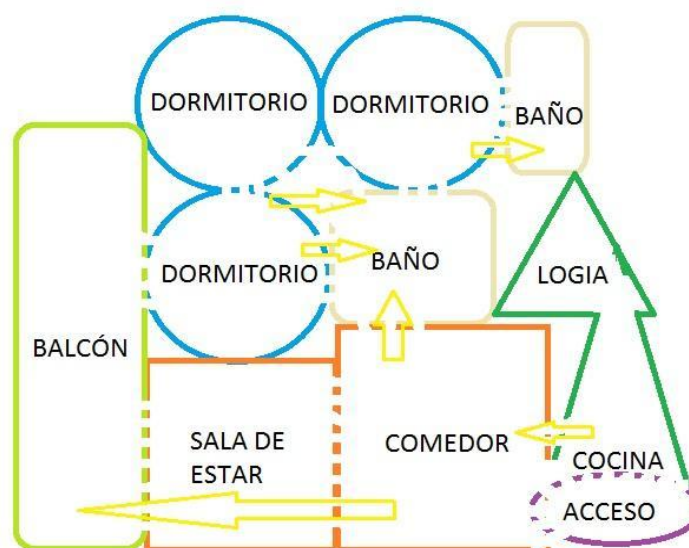 DORMITORIO
DORMITORIO
BAÑO
DORMITORIO
BAÑO
LOGIA
BALCÓN
SALA DE
ESTAR
COMEDOR
COCINA
ACCESO